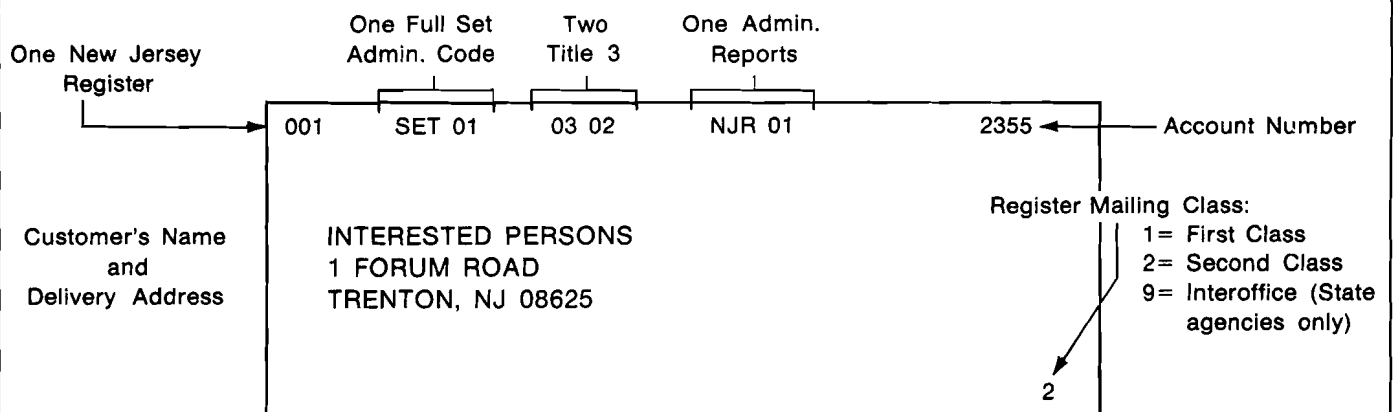 One Full Set Two One Admin.
One New Jersey Admin. Code Title 3 Reports
Register
001 SET 01 03 02 NJR 01 2355 Account Number
Register Mailing Class:
Customer's Name INTERESTED PERSONS 1= First Class
and 1 FORUM ROAD 2= Second Class
Delivery Address TRENTON, NJ 08625 9= Interoffice (State
agencies only)
2